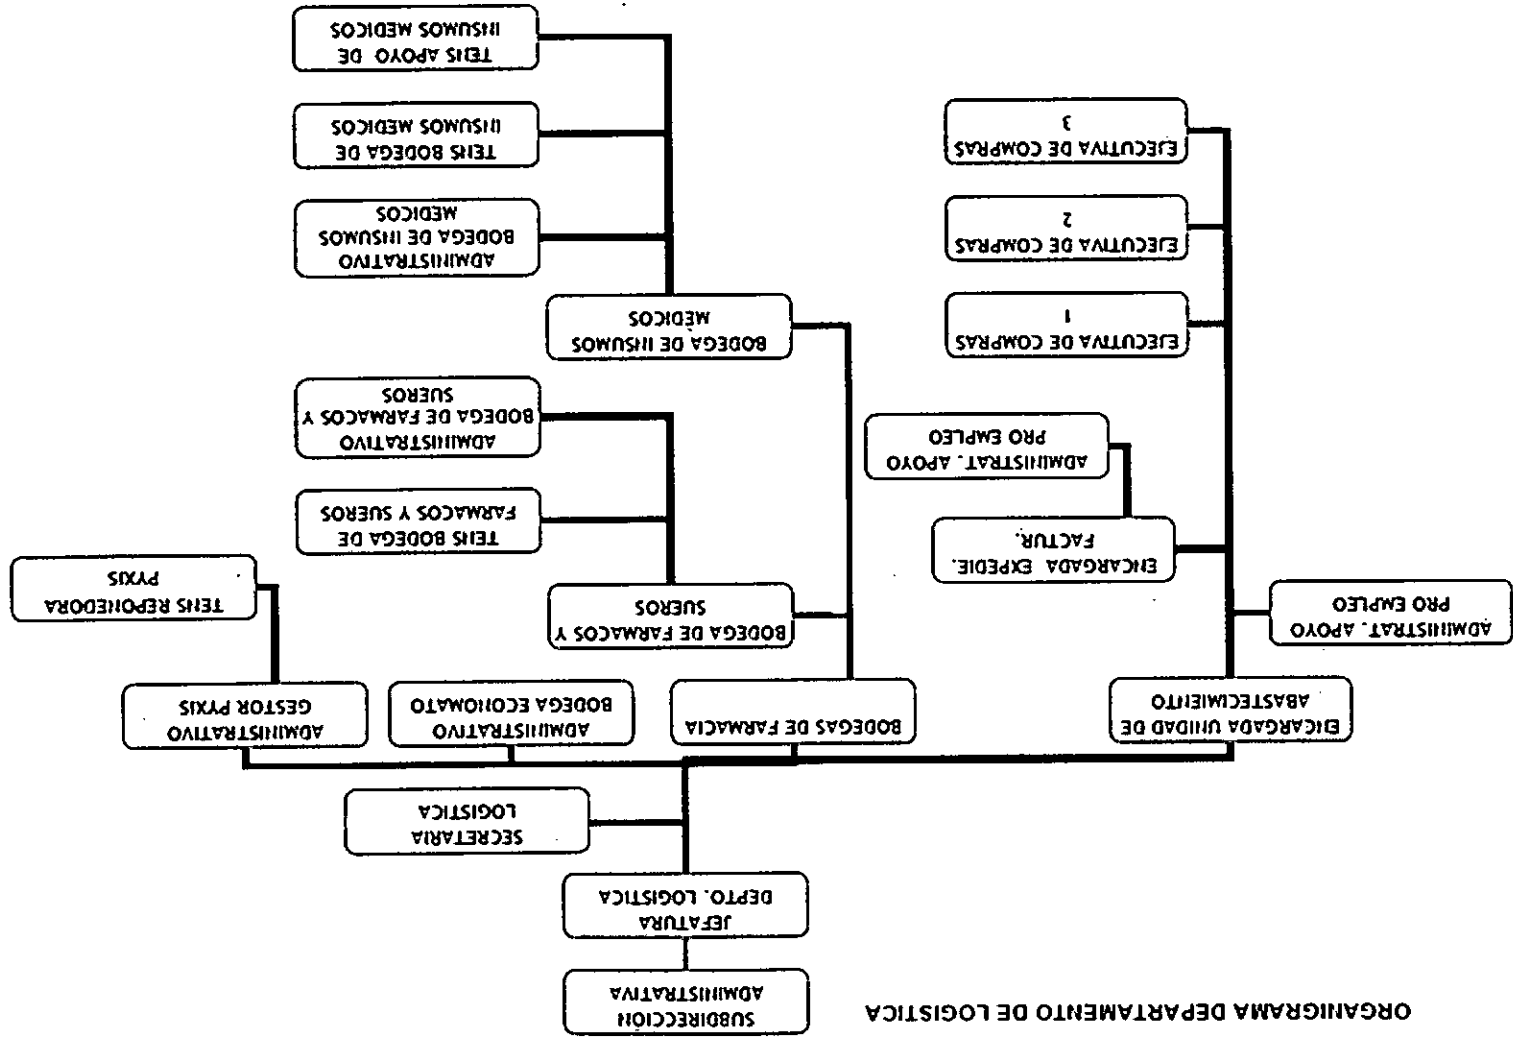 ORGANIGRAMA DEPARTAMENTO DE LOGISTICA
SUBDIRECCIÓN
ADMINISTRATIVA
JEFATURA
DEPTO. LOGISTICA
SECRETARIA
LOGISTICA
ENCARGADA UNIDAD DE
ABASTECIMIENTO
BODEGAS DE FARMACIA
ADMINISTRATIVO
BODEGA ECONOMATO
ADMINISTRATIVO
GESTOR PYXIS
ADMINISTRAT. APOYO
PRO EMPLEO
ENCARGADA EXPEDIE.
FACTUR.
ADMINISTRAT. APOYO
PRO EMPLEO
EJECUTIVA DE COMPRAS
1
EJECUTIVA DE COMPRAS
2
EJECUTIVA DE COMPRAS
3
BODEGA DE FARMACOS Y
SUEROS
TENS BODEGA DE
FARMACOS Y SUEROS
ADMINISTRATIVO
BODEGA DE FARMACOS Y
SUEROS
BODEGA DE INSUMOS
MÉDICOS
ADMINISTRATIVO
BODEGA DE INSUMOS
MEDICOS
TENS BODEGA DE
INSUMOS MEDICOS
TENS APOYO DE
INSUMOS MEDICOS
TENS REPONEDORA
PYXIS